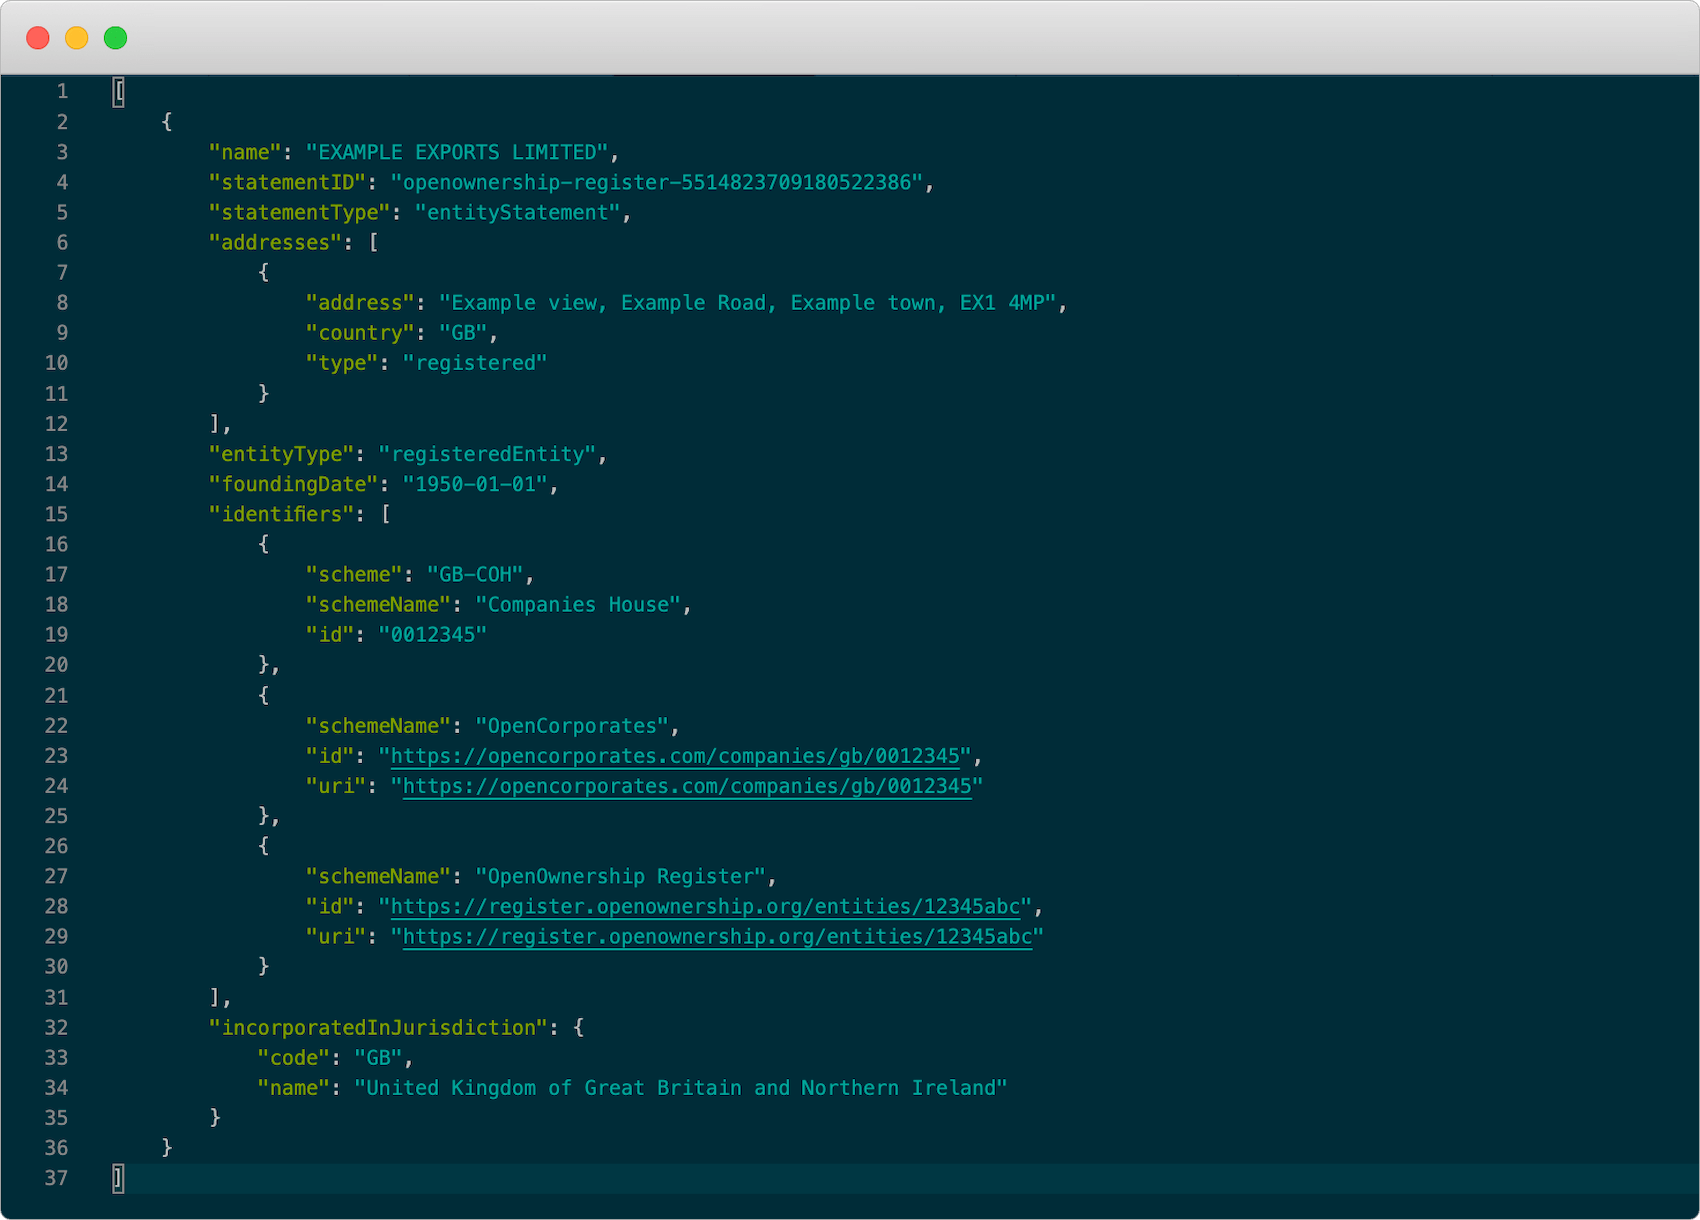 1 [
2 {
3 "name": "EXAMPLE EXPORTS LIMITED",
4 "statementID": "openownership-register-5514823709180522386",
5 "statementType": "entityStatement",
6 "addresses": [
7 {
8 "address": "Example view, Example Road, Example town, EX1 4MP",
9 "country": "GB",
10 "type": "registered"
11 }
12 ],
13 "entityType": "registeredEntity",
14 "foundingDate": "1950-01-01",
15 "identifiers": [
16 {
17 "scheme": "GB-COH",
18 "schemeName": "Companies House",
19 "id": "0012345"
20 },
21 {
22 "schemeName": "OpenCorporates",
23 "id": "https://opencorporates.com/companies/gb/0012345",
24 "uri": "https://opencorporates.com/companies/gb/0012345"
25 },
26 {
27 "schemeName": "OpenOwnership Register",
28 "id": "https://register.openownership.org/entities/12345abc",
29 "uri": "https://register.openownership.org/entities/12345abc"
30 }
31 ],
32 "incorporatedInJurisdiction": {
33 "code": "GB",
34 "name": "United Kingdom of Great Britain and Northern Ireland"
35 }
36 }
37 ]